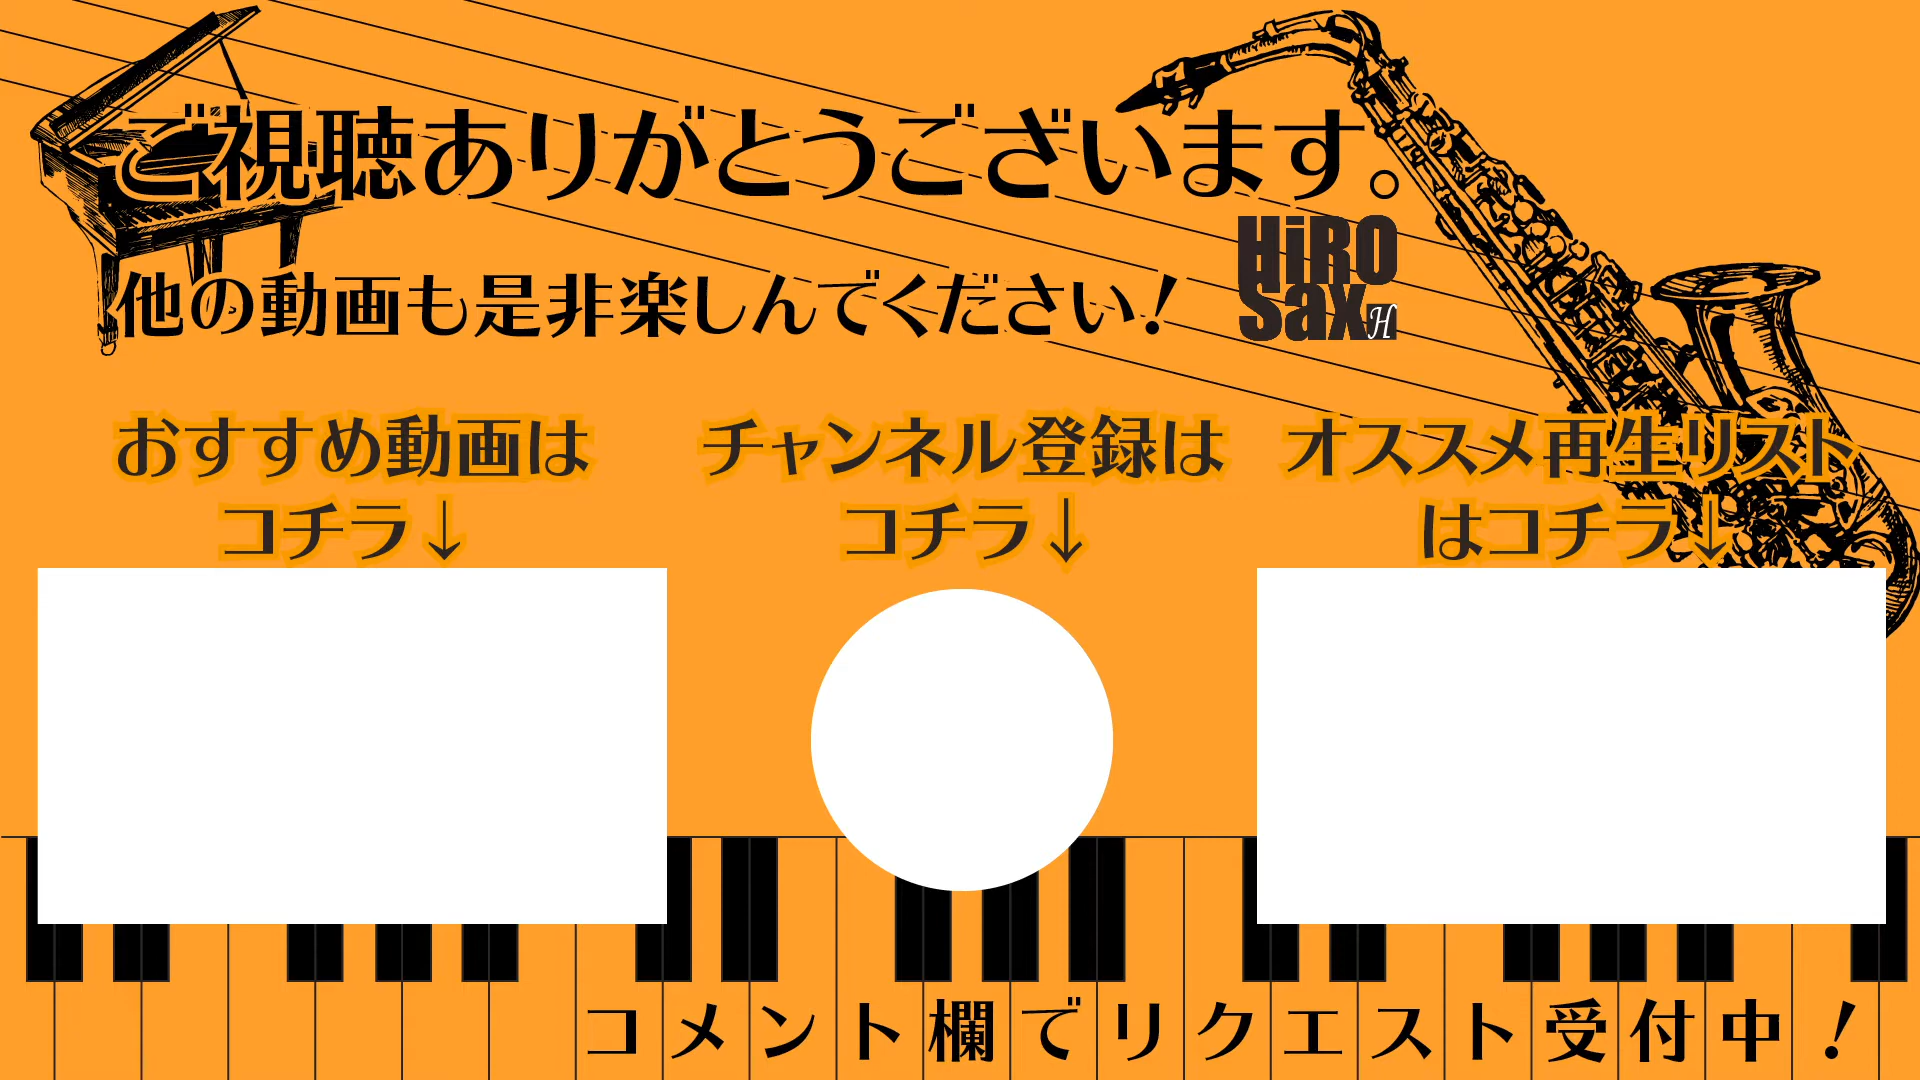 ご視聴ありがとうございます。
他の動画も是非楽しんでください!
HiRO
Sax H
おすすめ動画は
コチラ↓
チャンネル登録は
コチラ↓
オススメ再生リスト
はコチラ↓
コメント欄でリクエスト受付中!